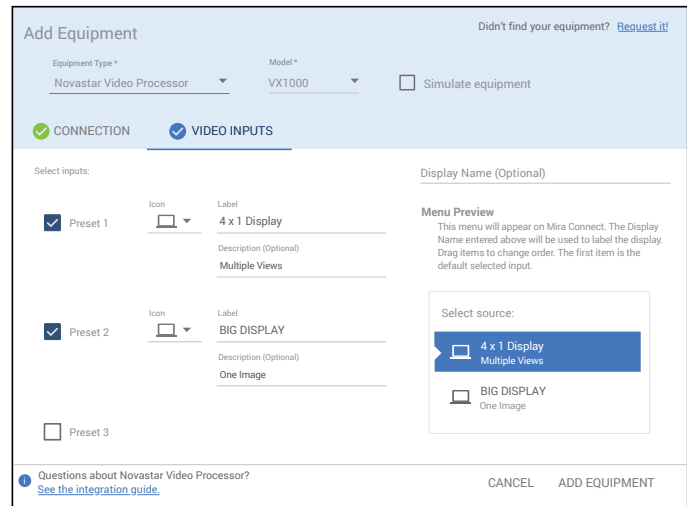 Add Equipment
Didn't find your equipment? Request it!
Equipment Type *
Novastar Video Processor
Model *
VX1000
Simulate equipment
CONNECTION
VIDEO INPUTS
Select inputs:
Preset 1
Icon
Label
4 x 1 Display
Description (Optional)
Multiple Views
Preset 2
Icon
Label
BIG DISPLAY
Description (Optional)
One Image
Preset 3
Display Name (Optional)
Menu Preview
This menu will appear on Mira Connect. The Display
Name entered above will be used to label the display.
Drag items to change order. The first item is the
default selected input.
Select source:
4 x 1 Display
Multiple Views
BIG DISPLAY
One Image
Questions about Novastar Video Processor?
See the integration guide.
CANCEL
ADD EQUIPMENT